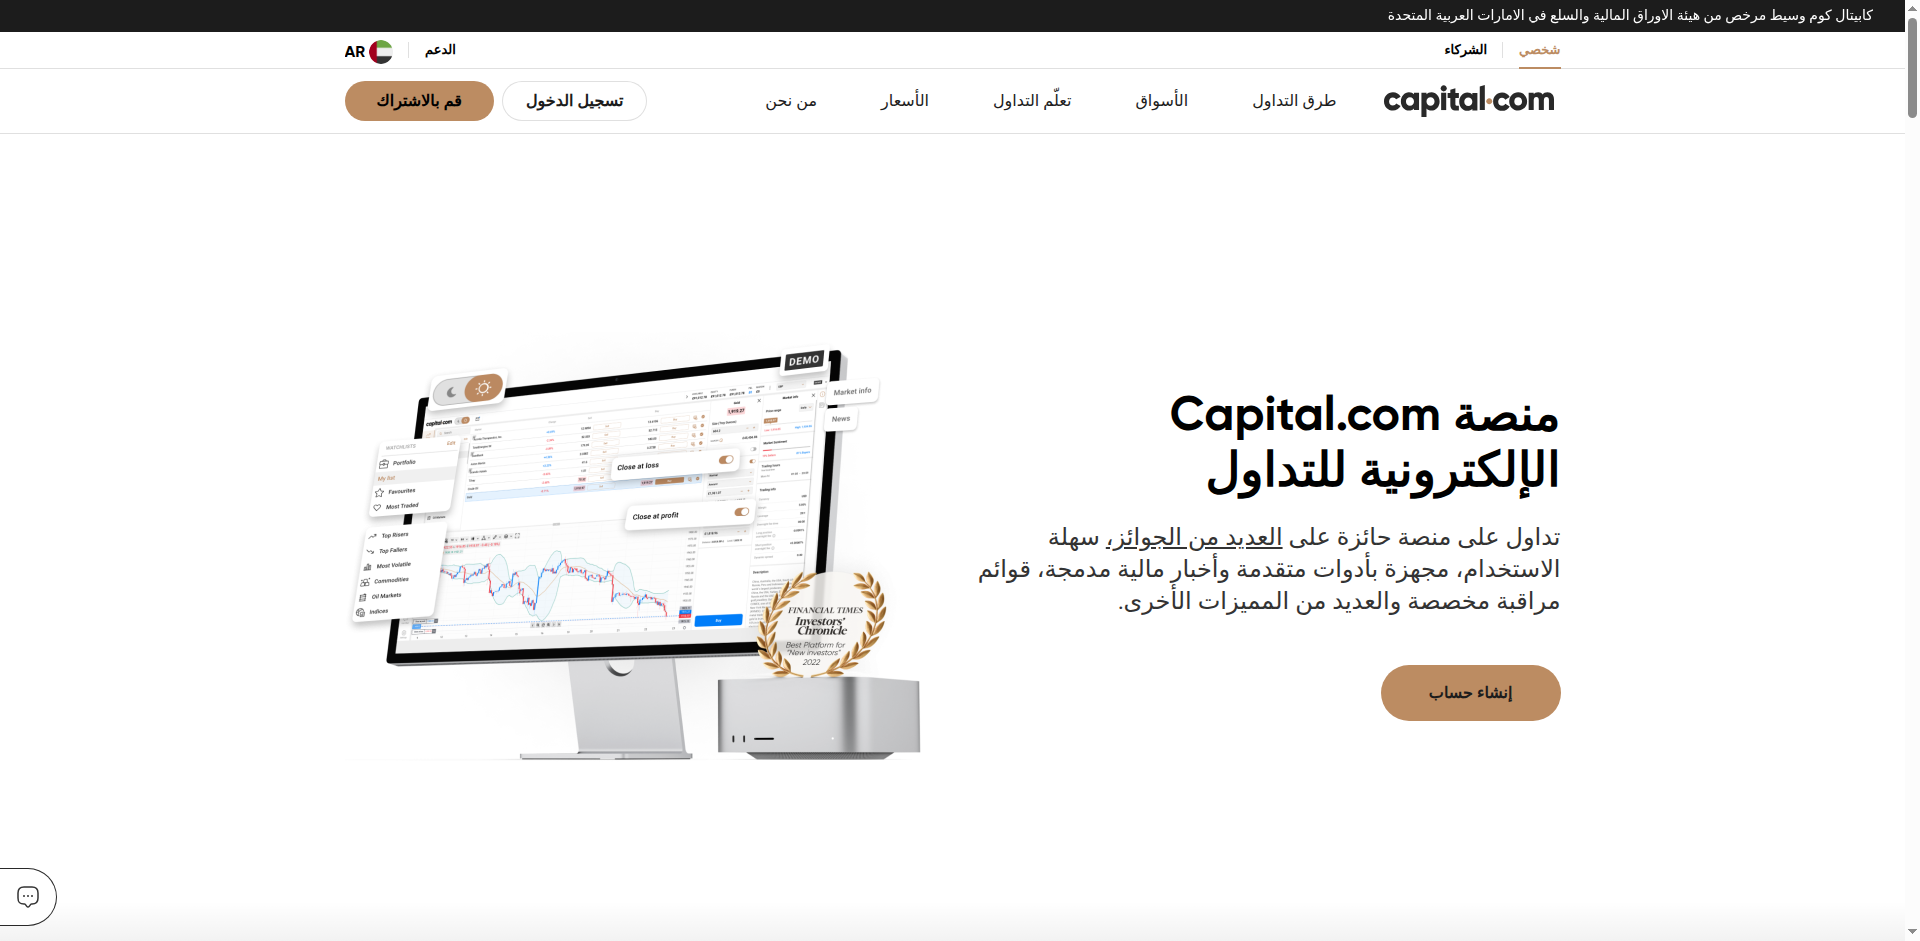 كابيتال كوم وسيط مرخص من هيئة الاوراق المالية والسلع في الامارات العربية المتحدة
شخصي
الشركاء
الدعم
AR
capital.com
طرق التداول
الأسواق
تعلّم التداول
الأسعار
من نحن
تسجيل الدخول
قم بالاشتراك
منصة Capital.com
الإلكترونية للتداول
تداول على منصة حائزة على العديد من الجوائز، سهلة
الاستخدام، مجهزة بأدوات متقدمة وأخبار مالية مدمجة، قوائم
مراقبة مخصصة والعديد من المميزات الأخرى.
إنشاء حساب
DEMO
Market info
News
capital.com
WATCHLISTS
Edit
Portfolio
My list
Favourites
Most Traded
Top Risers
Top Fallers
Most Volatile
Commodities
Oil Markets
Indices
Close at loss
Close at profit
FINANCIAL TIMES
Investors'
Chronicle
Best Platform for
"New investors"
2022